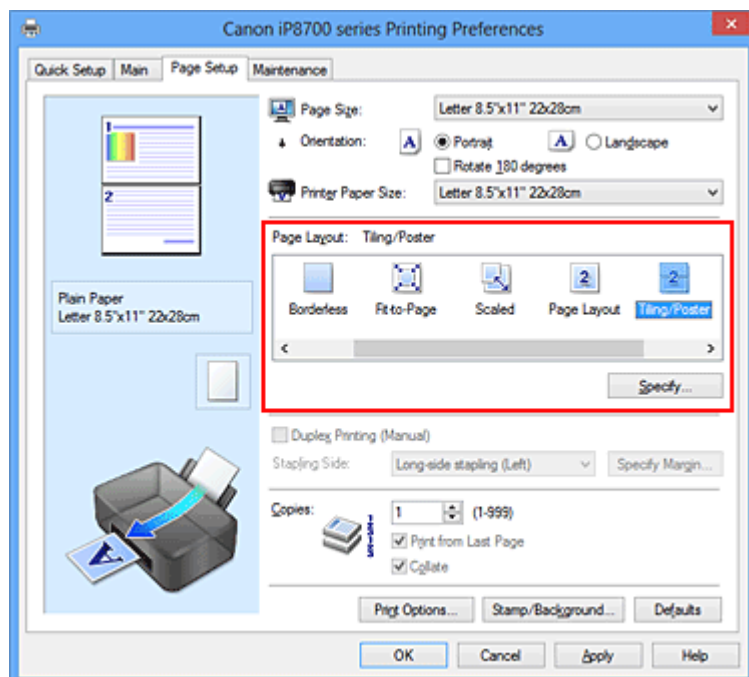 Canon iP8700 series Printing Preferences
Quick Setup Main Page Setup Maintenance
1
2
Plain Paper
Letter 8.5"x11" 22x28cm
Page Size: Letter 8.5"x11" 22x28cm
Orientation: A Portrait A Landscape
Rotate 180 degrees
Printer Paper Size: Letter 8.5"x11" 22x28cm
Page Layout: Tiling/Poster
2 2
Borderless Fit-to-Page Scaled Page Layout Tiling/Poster
Specify...
Duplex Printing (Manual)
Stapling Side: Long-side stapling (Left) Specify Margin...
Copies: 1 (1-999)
Print from Last Page
Collate
A
Print Options... Stamp/Background... Defaults
OK Cancel Apply Help